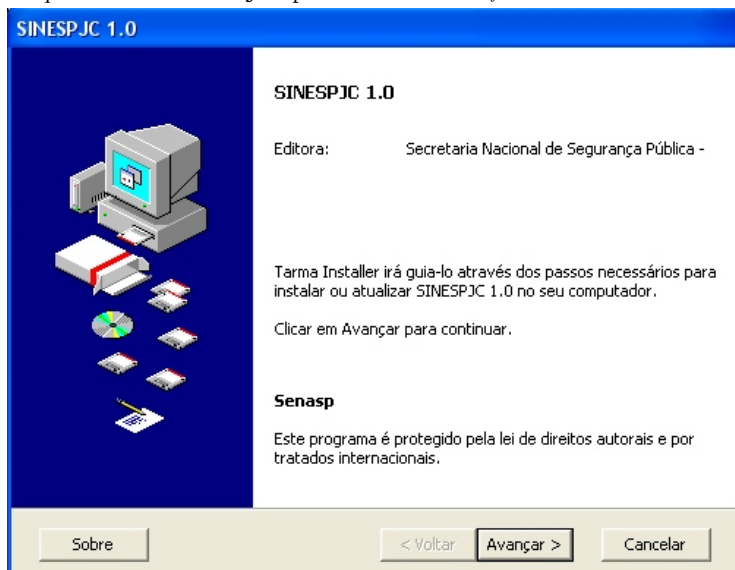 SINESPJC 1.0
SINESPJC 1.0
Editora: Secretaria Nacional de Segurança Pública -
Tarma Installer irá guia-lo através dos passos necessários para
instalar ou atualizar SINESPJC 1.0 no seu computador.
Clicar em Avançar para continuar.
Senasp
Este programa é protegido pela lei de direitos autorais e por
tratados internacionais.
Sobre < Voltar Avançar > Cancelar